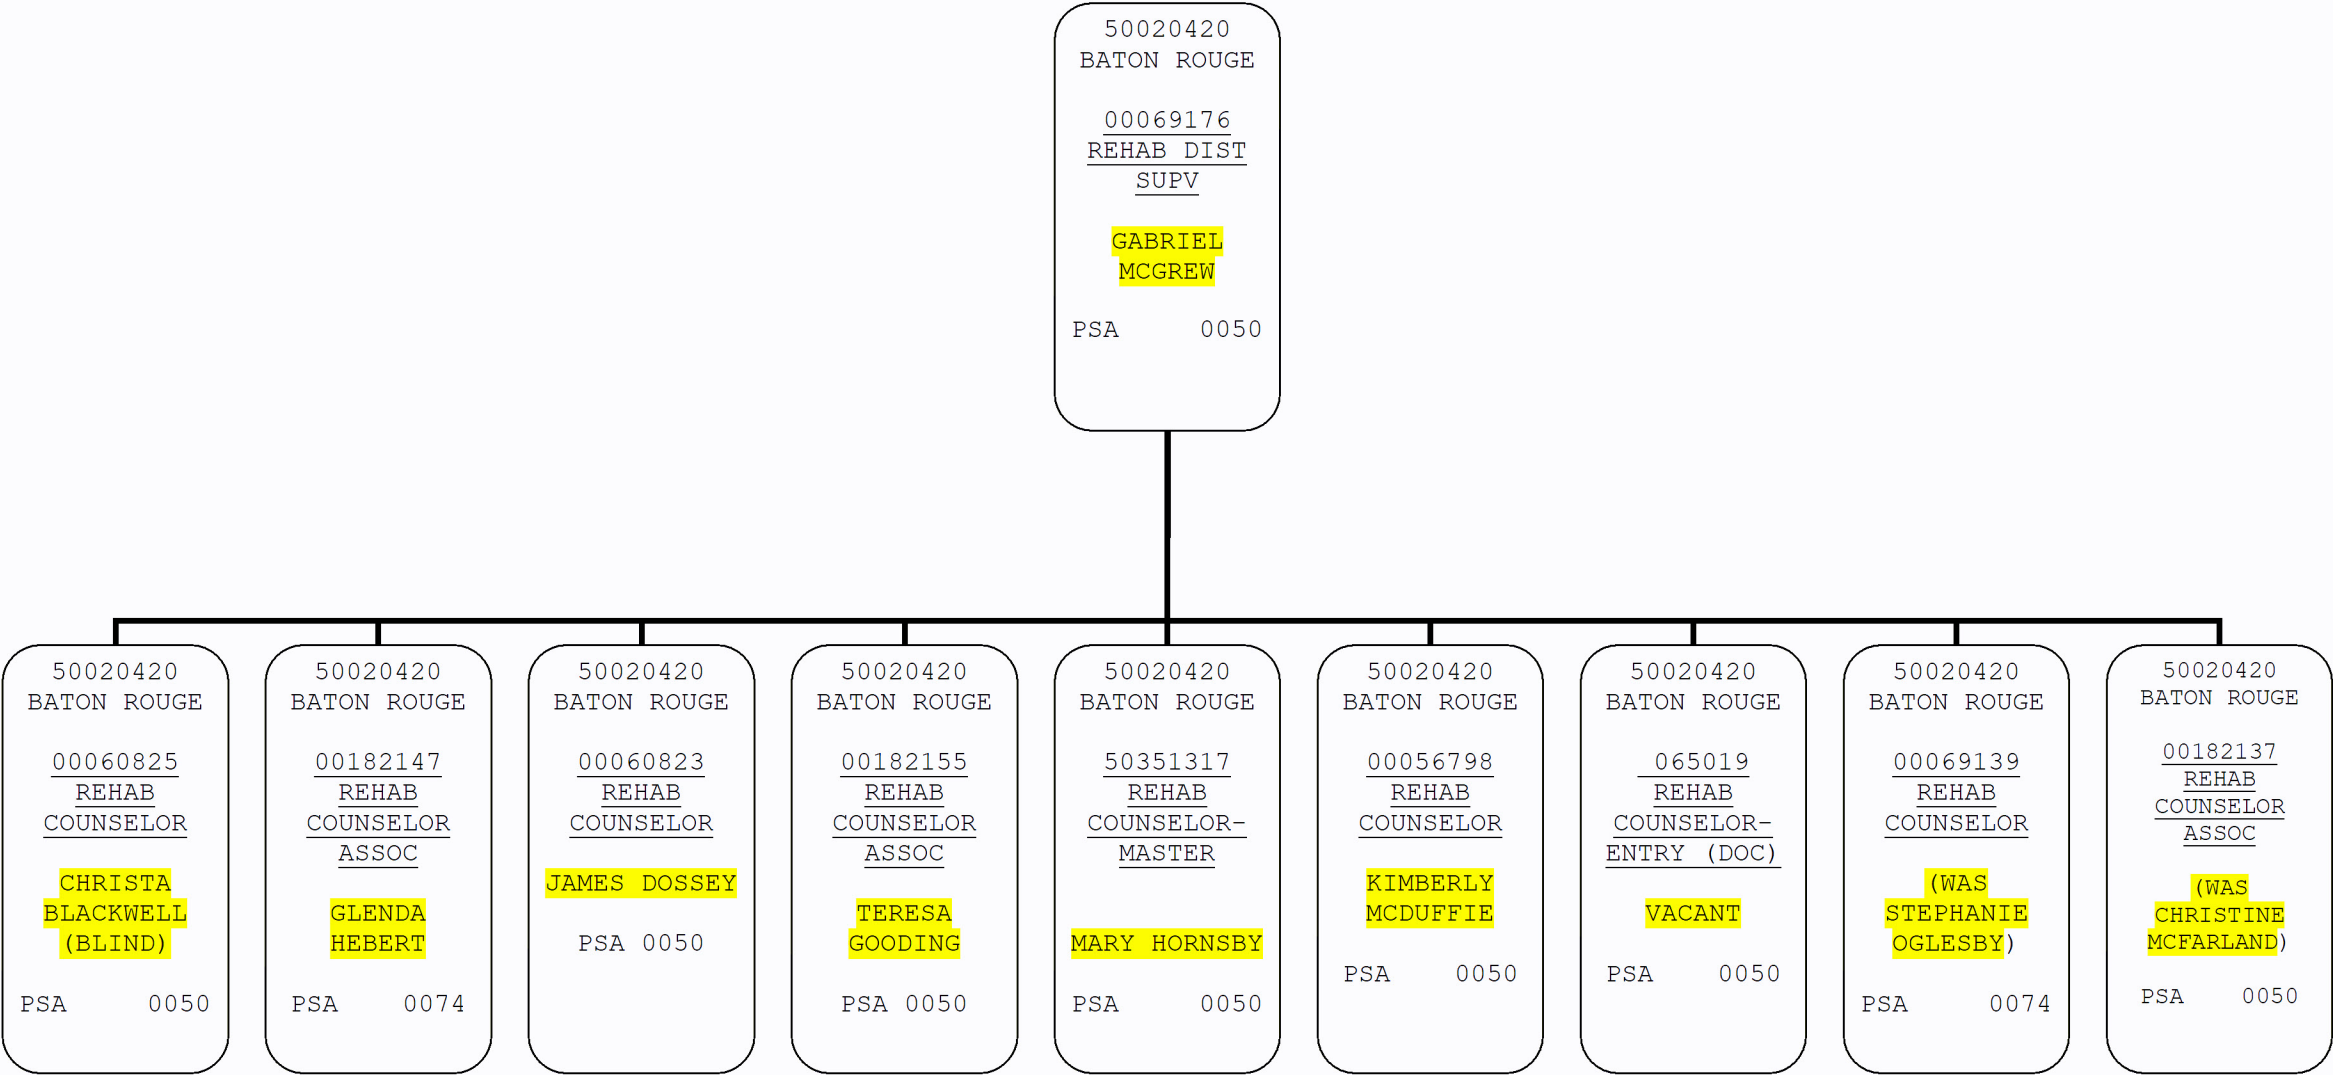 50020420
BATON ROUGE
00069176
REHAB DIST
SUPV
GABRIEL
MCGREW
PSA 0050
50020420
BATON ROUGE
00060825
REHAB
COUNSELOR
CHRISTA
BLACKWELL
(BLIND)
PSA 0050
50020420
BATON ROUGE
00182147
REHAB
COUNSELOR
ASSOC
GLENDA
HEBERT
PSA 0074
50020420
BATON ROUGE
00060823
REHAB
COUNSELOR
JAMES DOSSEY
PSA 0050
50020420
BATON ROUGE
00182155
REHAB
COUNSELOR
ASSOC
TERESA
GOODING
PSA 0050
50020420
BATON ROUGE
50351317
REHAB
COUNSELOR-
MASTER
MARY HORNSBY
PSA 0050
50020420
BATON ROUGE
00056798
REHAB
COUNSELOR
KIMBERLY
MCDUFFIE
PSA 0050
50020420
BATON ROUGE
065019
REHAB
COUNSELOR-
ENTRY (DOC)
VACANT
PSA 0050
50020420
BATON ROUGE
00069139
REHAB
COUNSELOR
(WAS
STEPHANIE
OGLESBY)
PSA 0074
50020420
BATON ROUGE
00182137
REHAB
COUNSELOR
ASSOC
(WAS
CHRISTINE
MCFARLAND)
PSA 0050